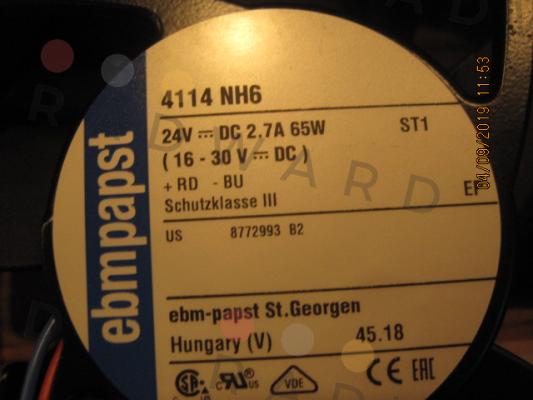 ebmpapst
4114 NH6
24V ⎓ DC 2.7A 65W ST1
( 16 - 30 V ⎓ DC )
+ RD - BU
Schutzklasse III
US 8772993 B2
ebm-papst St.Georgen
Hungary (V) 45.18
VDE
CE EAC
04/09/2019 11:53